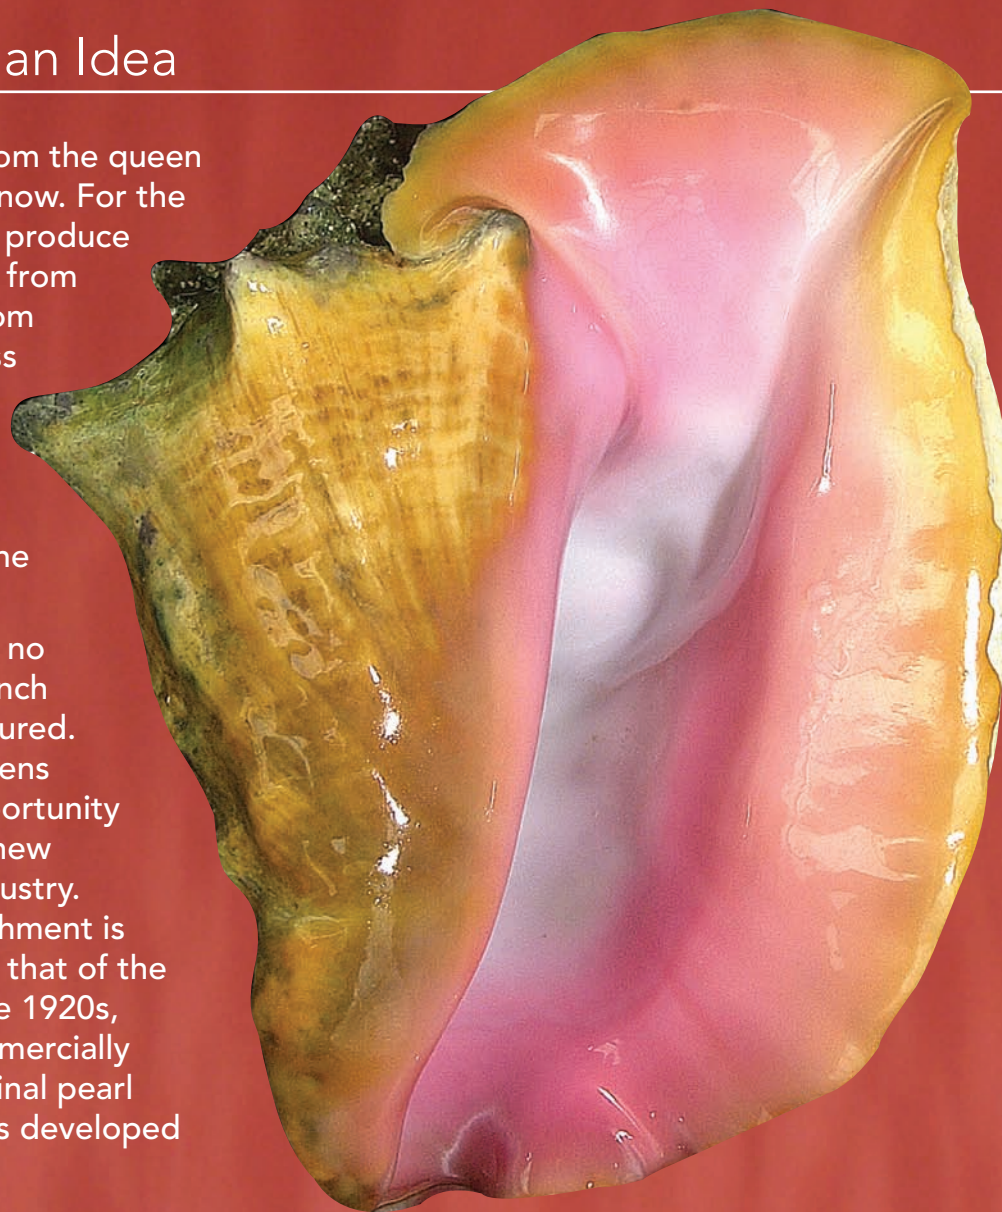 an Idea
om the queen
now. For the
produce
from
om
ss
ne
no
nch
ured.
ens
ortunity
new
ustry.
hment is
that of the
e 1920s,
mercially
inal pearl
s developed